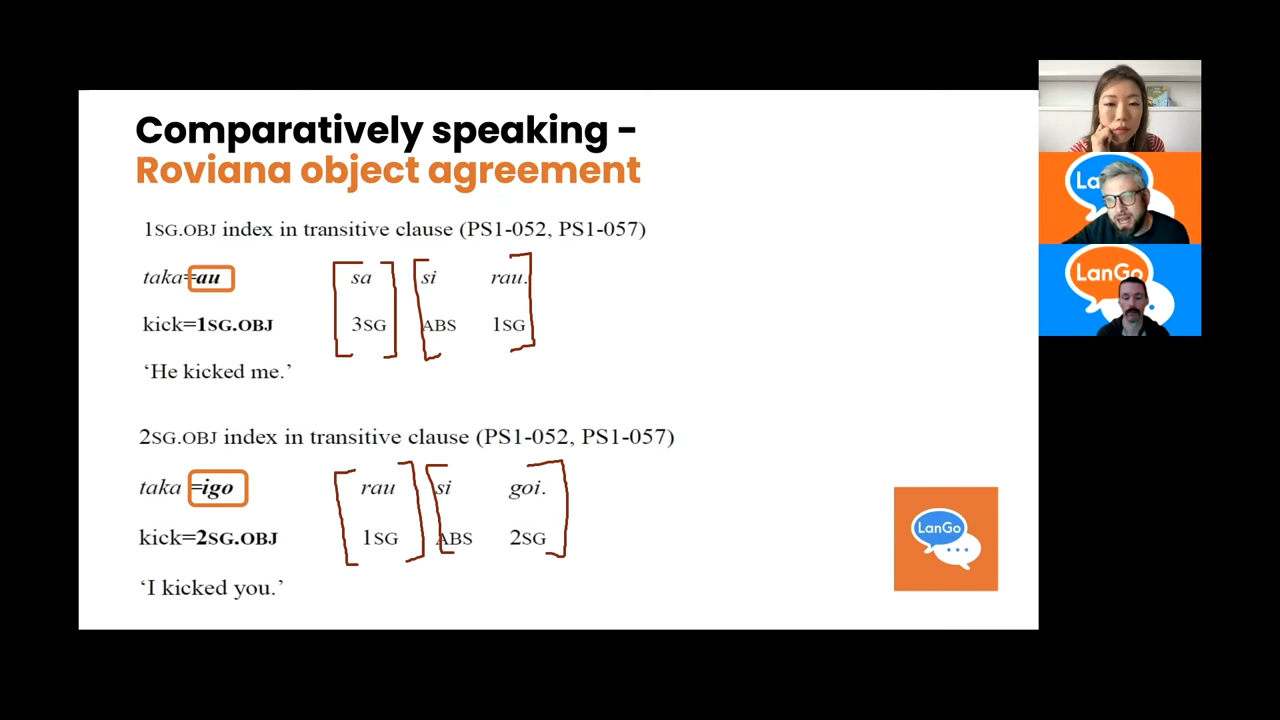 Comparatively speaking -
Roviana object agreement
1SG.OBJ index in transitive clause (PS1-052, PS1-057)
taka=au sa si rau.
kick=1SG.OBJ 3SG ABS 1SG
‘He kicked me.’
2SG.OBJ index in transitive clause (PS1-052, PS1-057)
taka =igo rau si goi.
kick=2SG.OBJ 1SG ABS 2SG
‘I kicked you.’
LanGo
La
LanGo